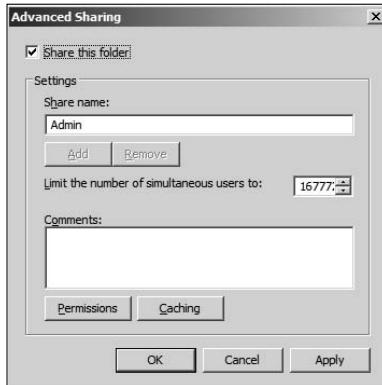 Advanced Sharing
Share this folder
Settings
Share name:
Admin
Add Remove
Limit the number of simultaneous users to: 16777
Comments:
Permissions Caching
OK Cancel Apply